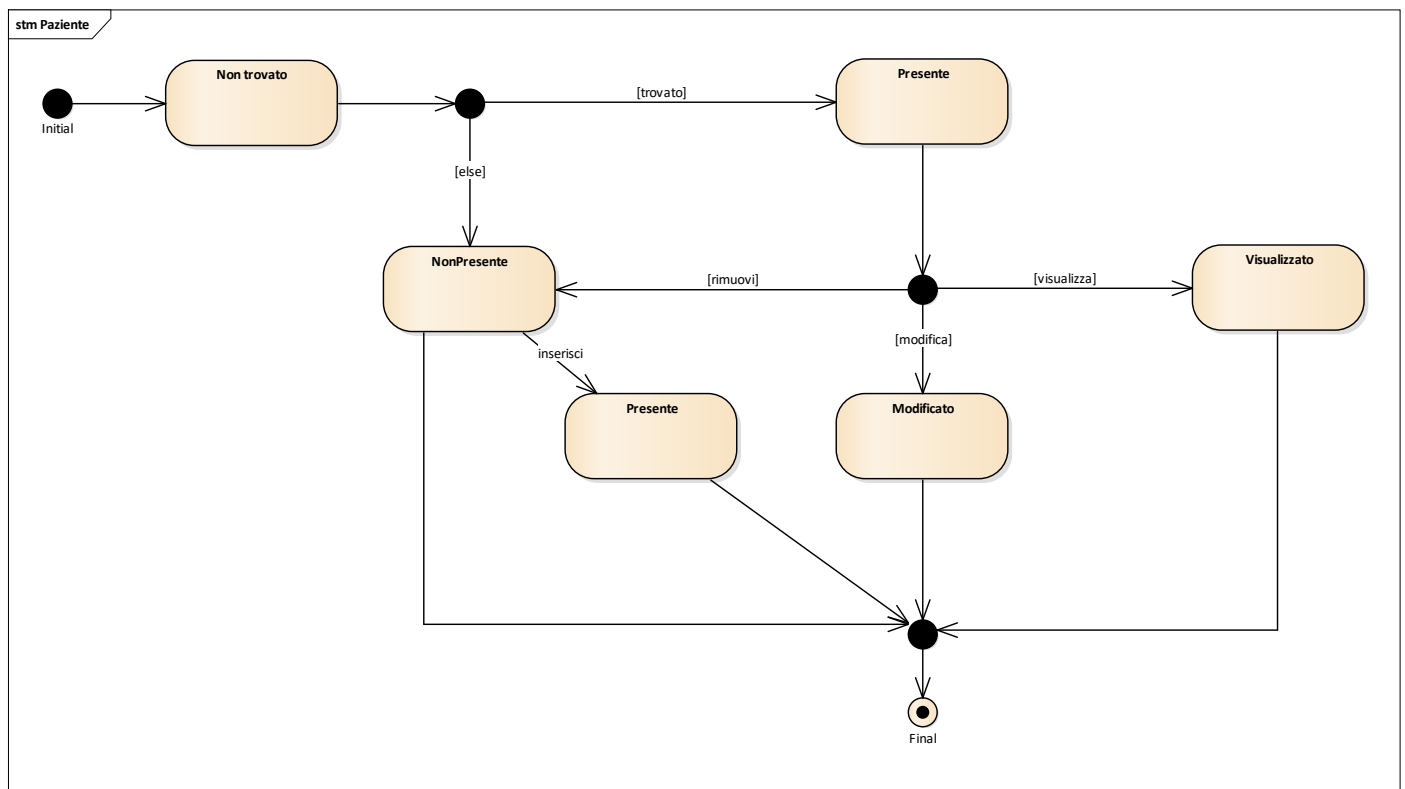 stm Paziente
Non trovato
Presente
[trovato]
Initial
[else]
NonPresente
Visualizzato
[rimuovi]
[visualizza]
[modifica]
inserisci
Presente
Modificato
Final